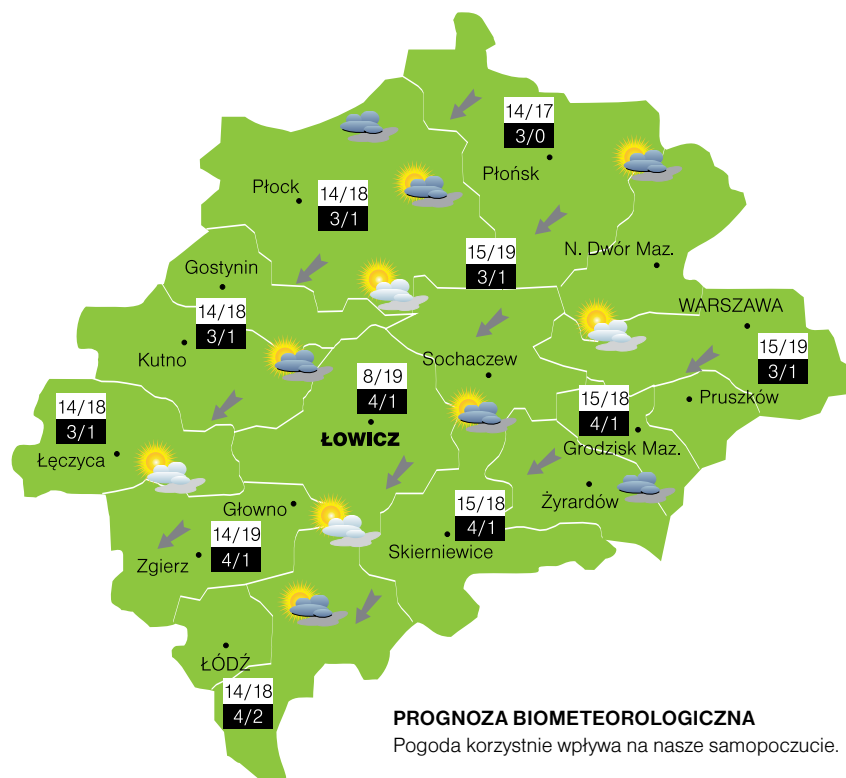 14/17
3/0
Płońsk
Płock
14/18
3/1
15/19
3/1
N. Dwór Maz.
Gostynin
14/18
3/1
Kutno
WARSZAWA
15/19
3/1
Sochaczew
8/19
4/1
ŁOWICZ
Pruszków
15/18
4/1
Grodzisk Maz.
14/18
3/1
Łęczyca
Żyrardów
Głowno
15/18
4/1
Skierniewice
14/19
4/1
Zgierz
ŁÓDŹ
14/18
4/2
PROGNOZA BIOMETEOROLOGICZNA
Pogoda korzystnie wpływa na nasze samopoczucie.